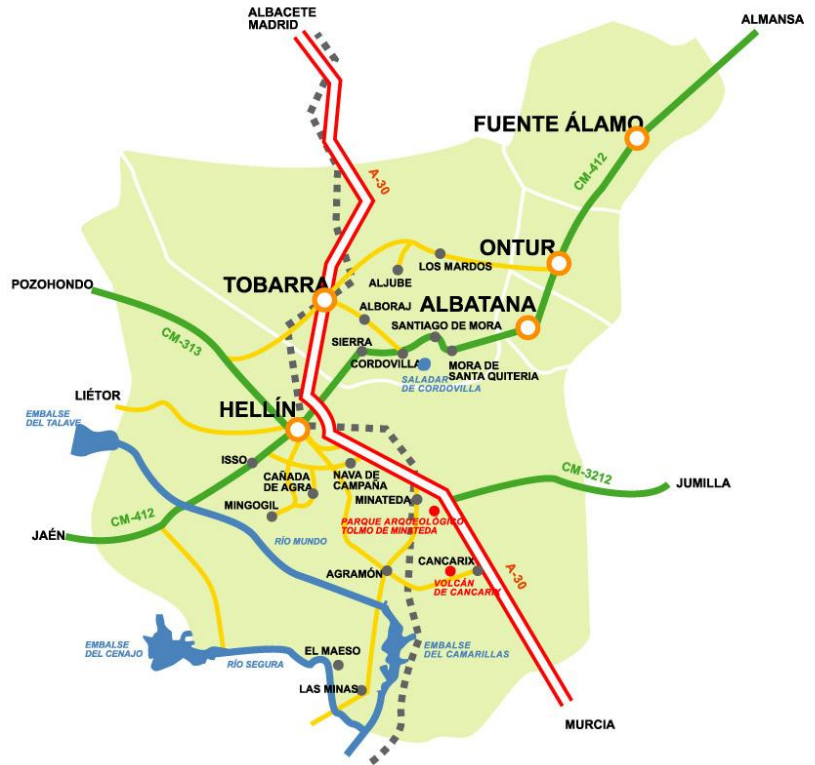 ALBACETE
MADRID
ALMANSA
FUENTE ÁLAMO
CM-412
A-30
ONTUR
LOS MARDOS
ALJUBE
TOBARRA
POZOHONDO
ALBATANA
ALBORAJ
SANTIAGO DE MORA
CM-313
SIERRA
CORDOVILLA
MORA DE
SANTA QUITERIA
SALADAR
DE CORDOVILLA
LIÉTOR
HELLÍN
EMBALSE
DEL TALAVE
ISSO
CAÑADA
DE AGRA
NAVA DE
CAMPAÑA
CM-3212
JUMILLA
MINGOGIL
MINATEDA
CM-412
PARQUE ARQUEOLÓGICO
TOLMO DE MINATEDA
JAÉN
RÍO MUNDO
CANCARIX
AGRAMÓN
A-30
VOLCÁN
DE CANCARIX
EMBALSE
DEL CENAJO
EL MAESO
EMBALSE
DEL CAMARILLAS
RÍO SEGURA
LAS MINAS
MURCIA